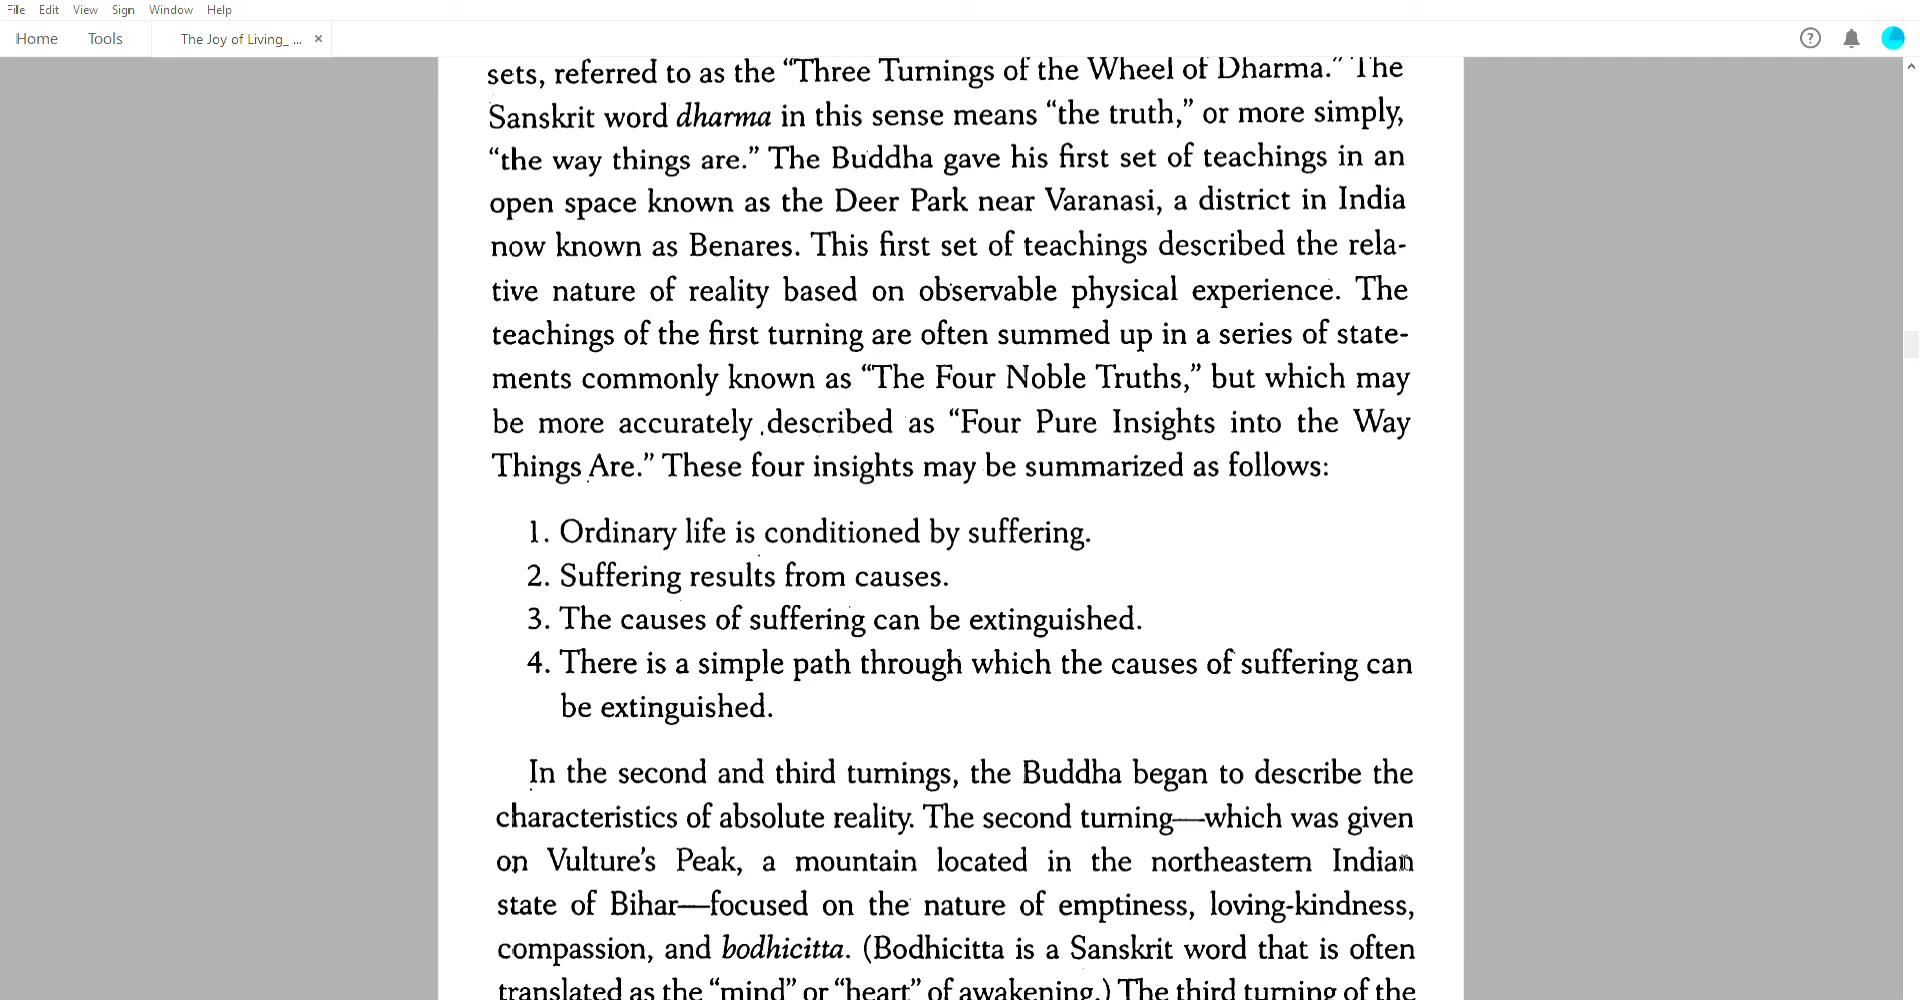 File Edit View Sign Window Help
Home Tools The Joy of Living_ ... ×
sets, referred to as the “Three Turnings of the Wheel of Dharma.” The
Sanskrit word dharma in this sense means “the truth,” or more simply,
“the way things are.” The Buddha gave his first set of teachings in an
open space known as the Deer Park near Varanasi, a district in India
now known as Benares. This first set of teachings described the rela-
tive nature of reality based on observable physical experience. The
teachings of the first turning are often summed up in a series of state-
ments commonly known as “The Four Noble Truths,” but which may
be more accurately described as “Four Pure Insights into the Way
Things Are.” These four insights may be summarized as follows:
1. Ordinary life is conditioned by suffering.
2. Suffering results from causes.
3. The causes of suffering can be extinguished.
4. There is a simple path through which the causes of suffering can
be extinguished.
In the second and third turnings, the Buddha began to describe the
characteristics of absolute reality. The second turning—which was given
on Vulture’s Peak, a mountain located in the northeastern Indian
state of Bihar—focused on the nature of emptiness, loving-kindness,
compassion, and bodhicitta. (Bodhicitta is a Sanskrit word that is often
translated as the “mind” or “heart” of awakening.) The third turning of the